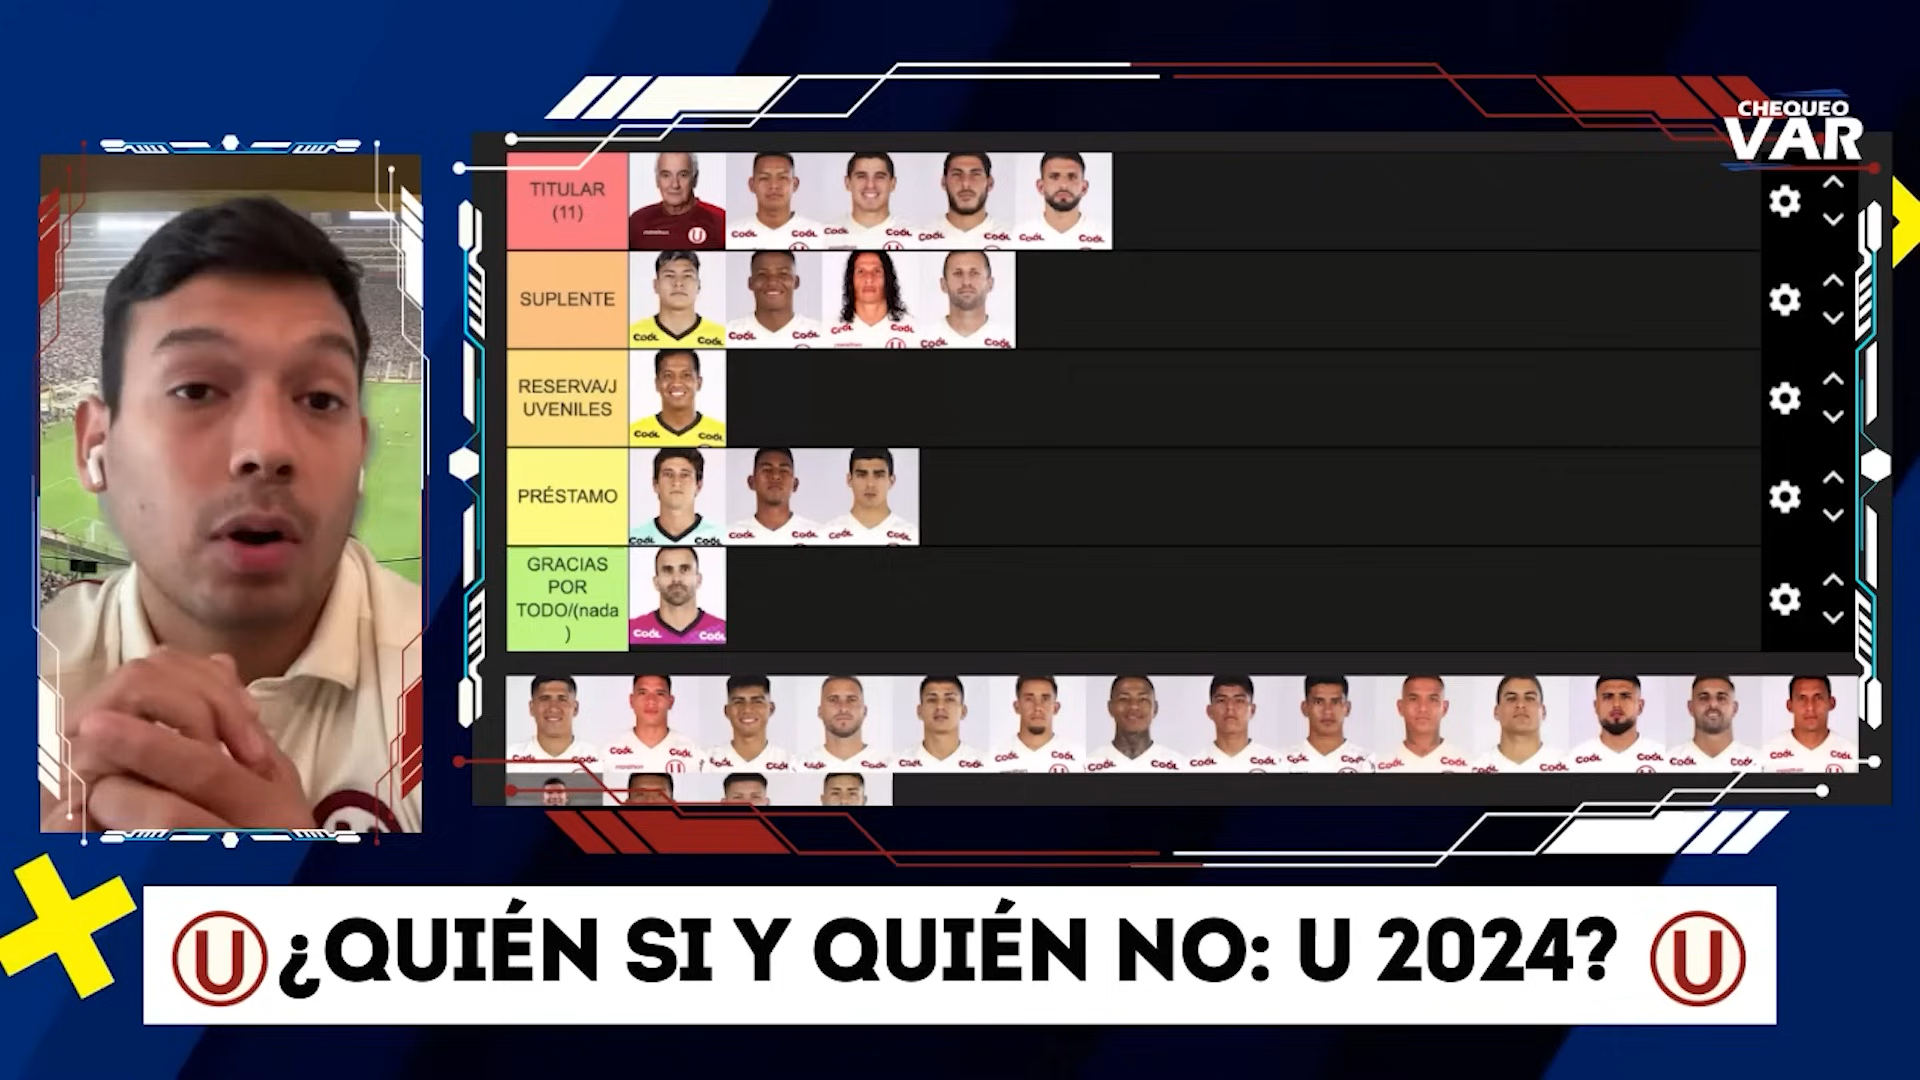 CHEQUEO
VAR
TITULAR
(11)
SUPLENTE
RESERVA/J
UVENILES
PRÉSTAMO
GRACIAS
POR
TODO/(nada
)
U ¿QUIÉN SI Y QUIÉN NO: U 2024? U